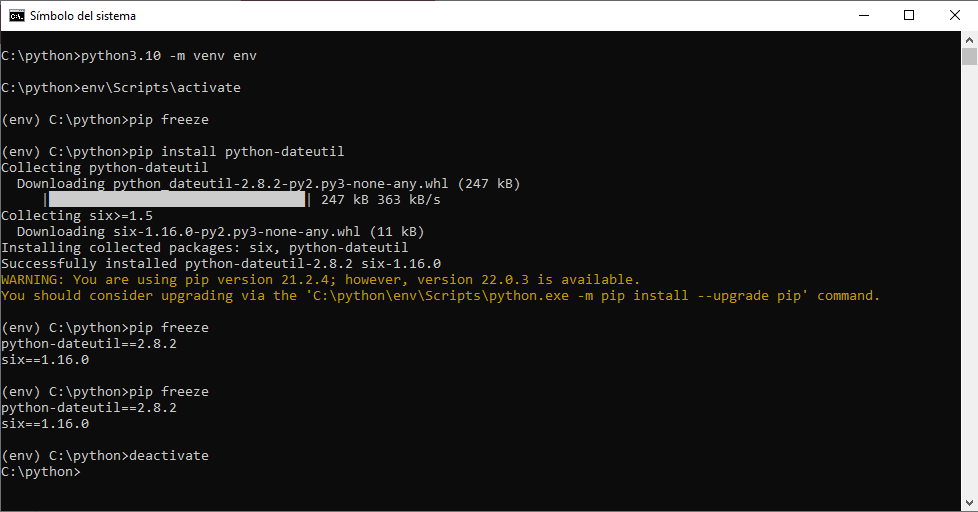 Símbolo del sistema
C:\python>python3.10 -m venv env
C:\python>env\Scripts\activate
(env) C:\python>pip freeze
(env) C:\python>pip install python-dateutil
Collecting python-dateutil
  Downloading python_dateutil-2.8.2-py2.py3-none-any.whl (247 kB)
     |████████████████████████████████| 247 kB 363 kB/s
Collecting six>=1.5
  Downloading six-1.16.0-py2.py3-none-any.whl (11 kB)
Installing collected packages: six, python-dateutil
Successfully installed python-dateutil-2.8.2 six-1.16.0
WARNING: You are using pip version 21.2.4; however, version 22.0.3 is available.
You should consider upgrading via the 'C:\python\env\Scripts\python.exe -m pip install --upgrade pip' command.
(env) C:\python>pip freeze
python-dateutil==2.8.2
six==1.16.0
(env) C:\python>pip freeze
python-dateutil==2.8.2
six==1.16.0
(env) C:\python>deactivate
C:\python>